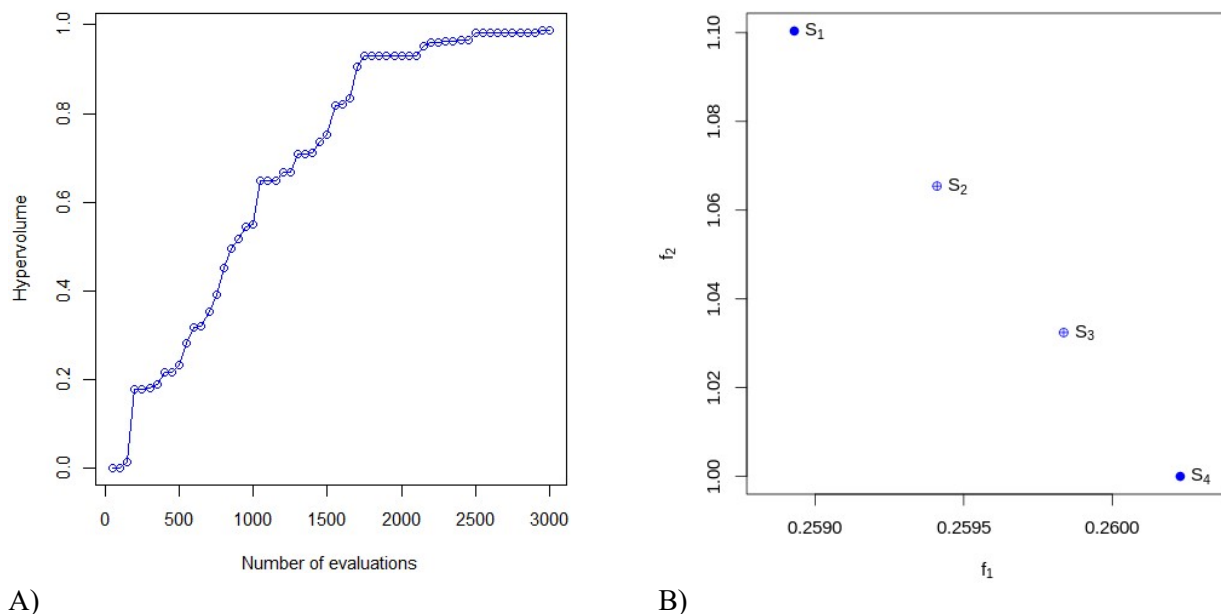 1.0
0.8
0.6
0.4
0.2
0.0
Hypervolume
0 500 1000 1500 2000 2500 3000
Number of evaluations
A)
1.10
1.08
1.06
1.04
1.02
1.00
f₂
S₁
S₂
S₃
S₄
0.2590 0.2595 0.2600
f₁
B)